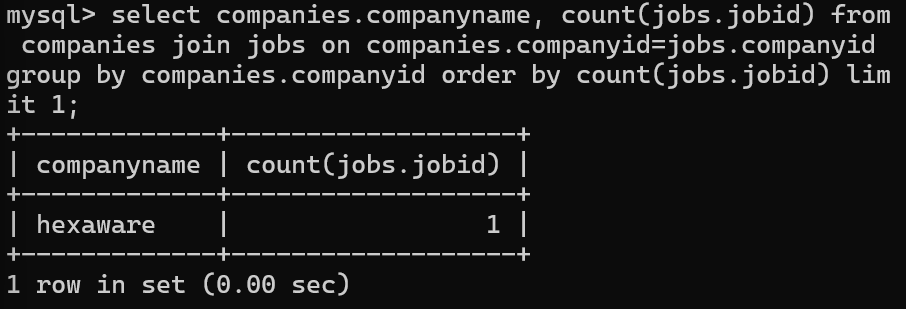 mysql> select companies.companyname, count(jobs.jobid) from
 companies join jobs on companies.companyid=jobs.companyid
group by companies.companyid order by count(jobs.jobid) lim
it 1;
+-------------+-------------------+
| companyname | count(jobs.jobid) |
+-------------+-------------------+
| hexaware    |                 1 |
+-------------+-------------------+
1 row in set (0.00 sec)